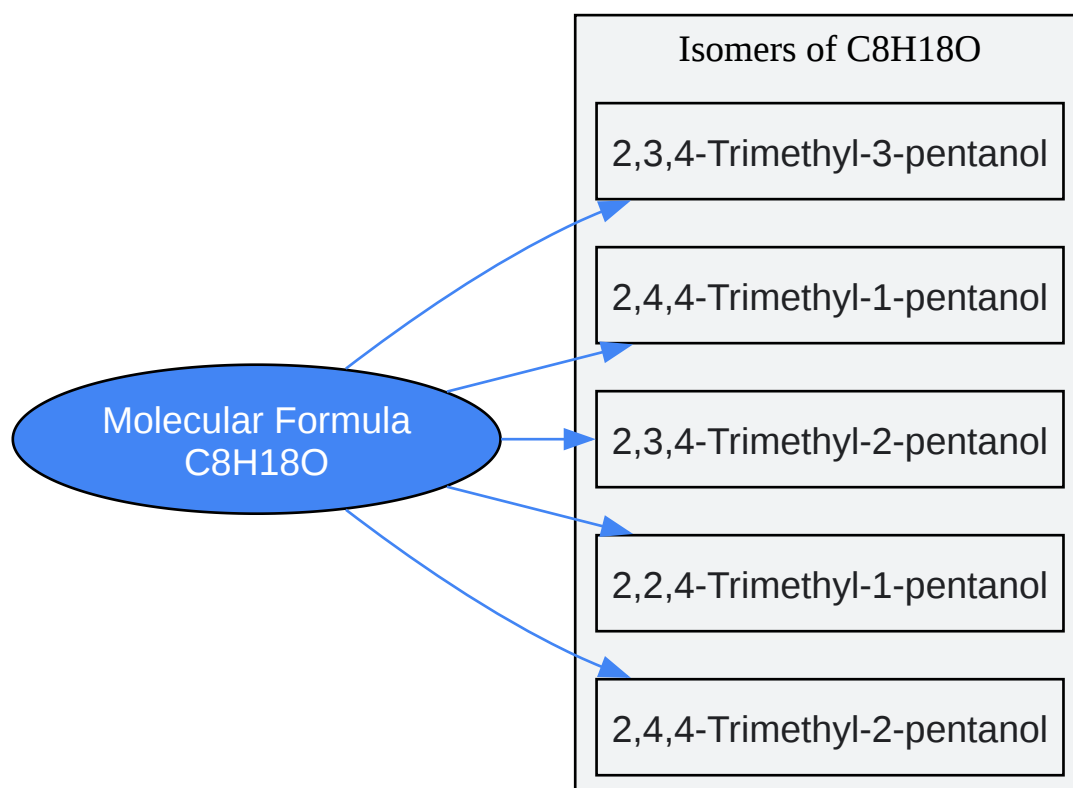 Isomers of C8H18O
2,3,4-Trimethyl-3-pentanol
2,4,4-Trimethyl-1-pentanol
Molecular Formula
C8H18O
2,3,4-Trimethyl-2-pentanol
2,2,4-Trimethyl-1-pentanol
2,4,4-Trimethyl-2-pentanol